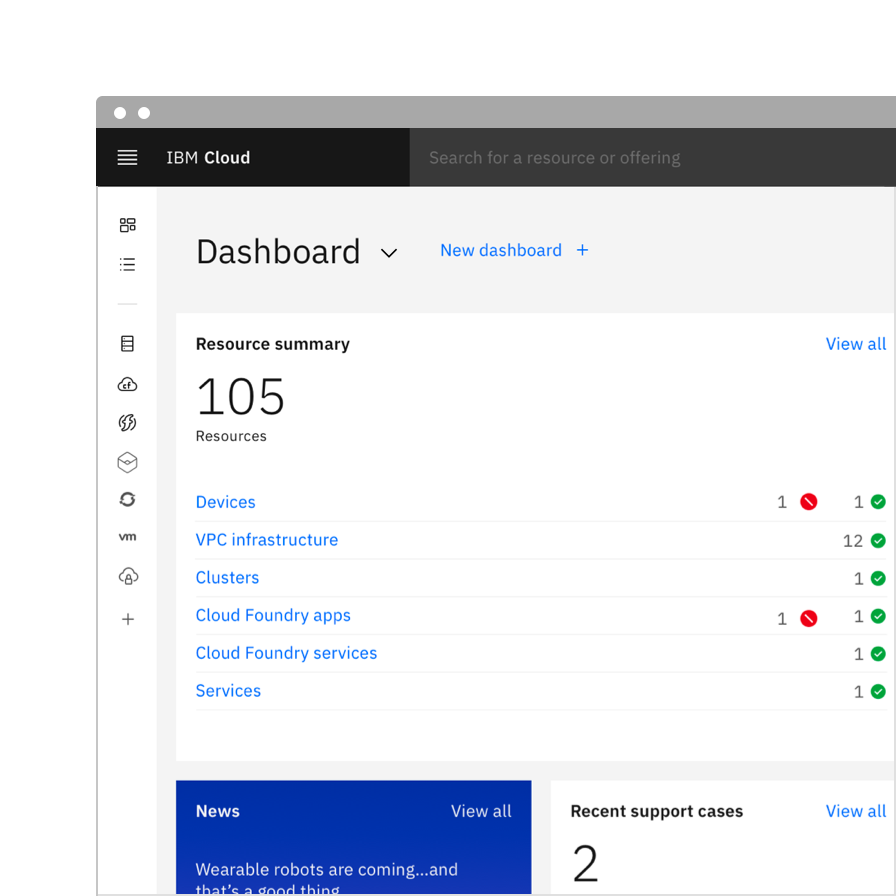 IBM Cloud
Search for a resource or offering
Dashboard
New dashboard +
Resource summary
View all
105
Resources
Devices 1 1
VPC infrastructure 12
Clusters 1
cf
Cloud Foundry apps 1 1
vm
Cloud Foundry services 1
Services 1
News
View all
Wearable robots are coming...and
that's a good thing
Recent support cases
View all
2